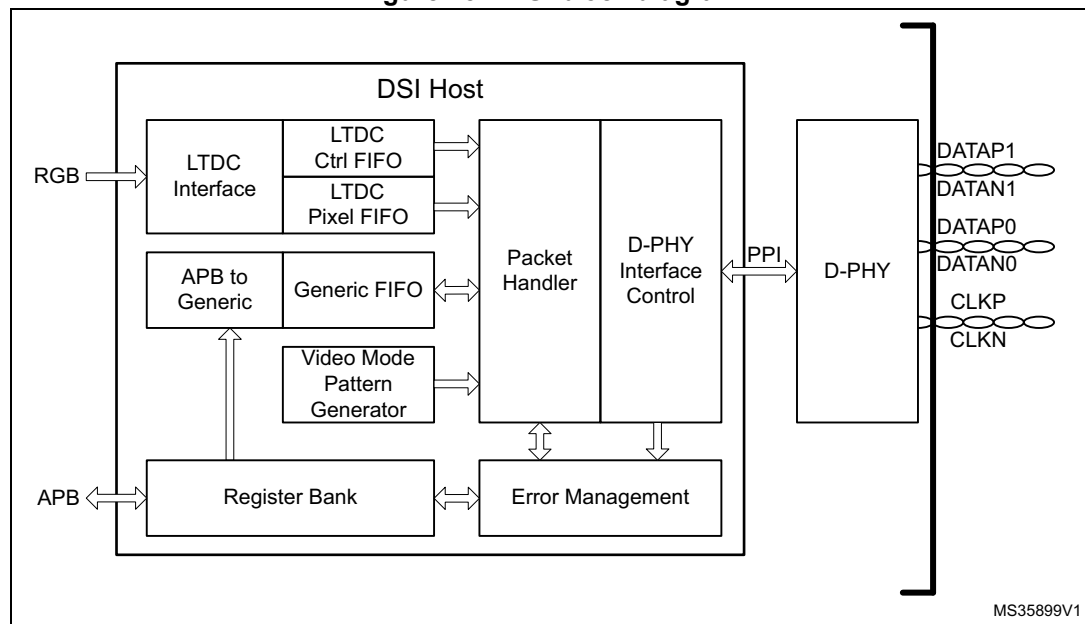 DSI Host
RGB
LTDC
Interface
LTDC
Ctrl FIFO
LTDC
Pixel FIFO
APB to
Generic
Generic FIFO
Video Mode
Pattern
Generator
Packet
Handler
D-PHY
Interface
Control
PPI
D-PHY
DATAP1
DATAN1
DATAP0
DATAN0
CLKP
CLKN
APB
Register Bank
Error Management
MS35899V1